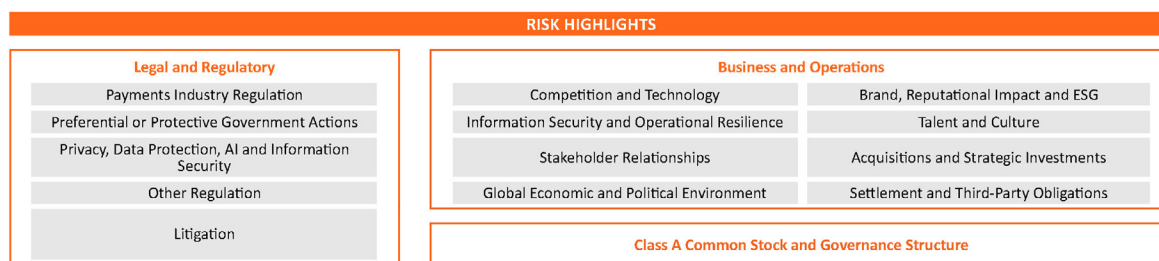 RISK HIGHLIGHTS
Legal and Regulatory
Payments Industry Regulation
Preferential or Protective Government Actions
Privacy, Data Protection, AI and Information
Security
Other Regulation
Litigation
Business and Operations
Competition and Technology
Brand, Reputational Impact and ESG
Information Security and Operational Resilience
Talent and Culture
Stakeholder Relationships
Acquisitions and Strategic Investments
Global Economic and Political Environment
Settlement and Third-Party Obligations
Class A Common Stock and Governance Structure